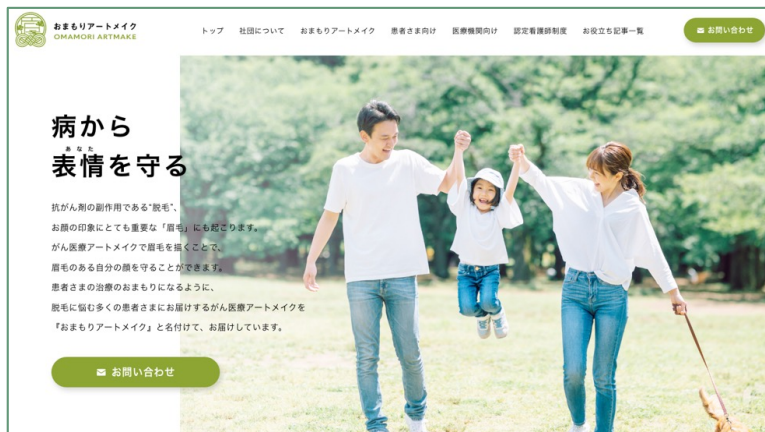 おまもりアートメイク
OMAMORI ARTMAKE
トップ 社団について おまもりアートメイク 患者さま向け 医療機関向け 認定看護師制度 お役立ち記事一覧
お問い合わせ
病から
あなた
表情を守る
抗がん剤の副作用である“脱毛”、
お顔の印象にとても重要な「眉毛」にも起こります。
がん医療アートメイクで眉毛を描くことで、
眉毛のある自分の顔を守ることができます。
患者さまの治療のおまもりになるように、
脱毛に悩む多くの患者さまにお届けするがん医療アートメイクを
『おまもりアートメイク』と名付けて、お届けしています。
お問い合わせ